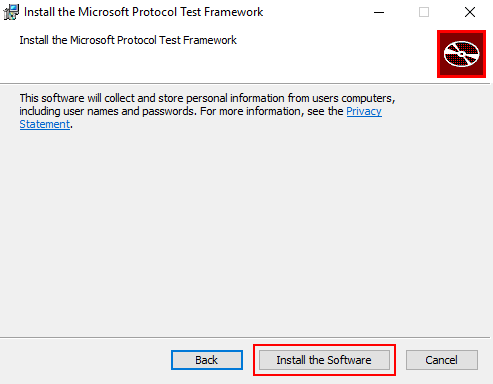 Install the Microsoft Protocol Test Framework
Install the Microsoft Protocol Test Framework
This software will collect and store personal information from users computers,
including user names and passwords. For more information, see the Privacy
Statement.
Back
Install the Software
Cancel